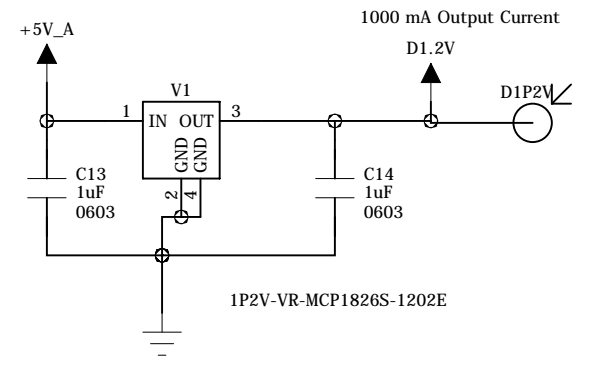 1000 mA Output Current
+5V_A
D1.2V
V1
D1P2V
1
3
IN OUT
GND
GND
C13
1uF
0603
C14
1uF
0603
2
4
1P2V-VR-MCP1826S-1202E